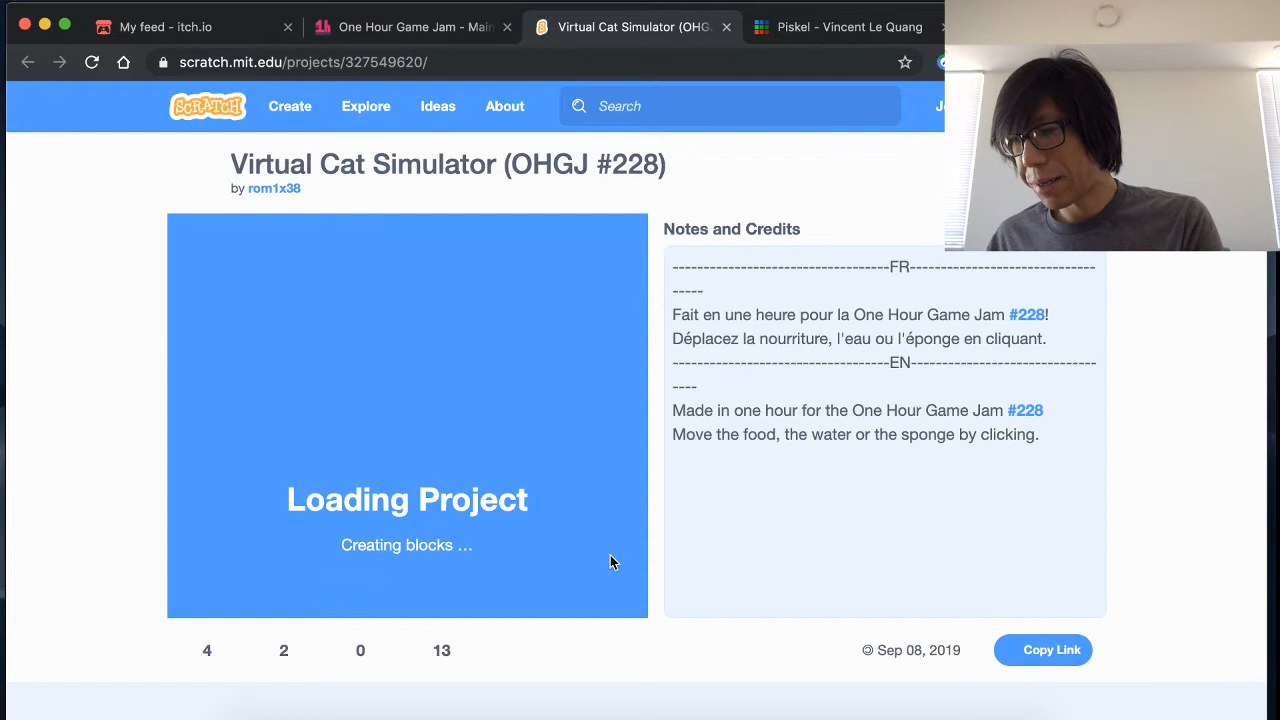 My feed - itch.io
One Hour Game Jam - Main
Virtual Cat Simulator (OHG
Piskel - Vincent Le Quang
scratch.mit.edu/projects/327549620/
SCRATCH
Create
Explore
Ideas
About
Search
Virtual Cat Simulator (OHGJ #228)
by rom1x38
Notes and Credits
-----------------------------------FR------------------------------
-----
Fait en une heure pour la One Hour Game Jam #228!
Déplacez la nourriture, l'eau ou l'éponge en cliquant.
-----------------------------------EN------------------------------
----
Made in one hour for the One Hour Game Jam #228
Move the food, the water or the sponge by clicking.
Loading Project
Creating blocks ...
4
2
0
13
© Sep 08, 2019
Copy Link